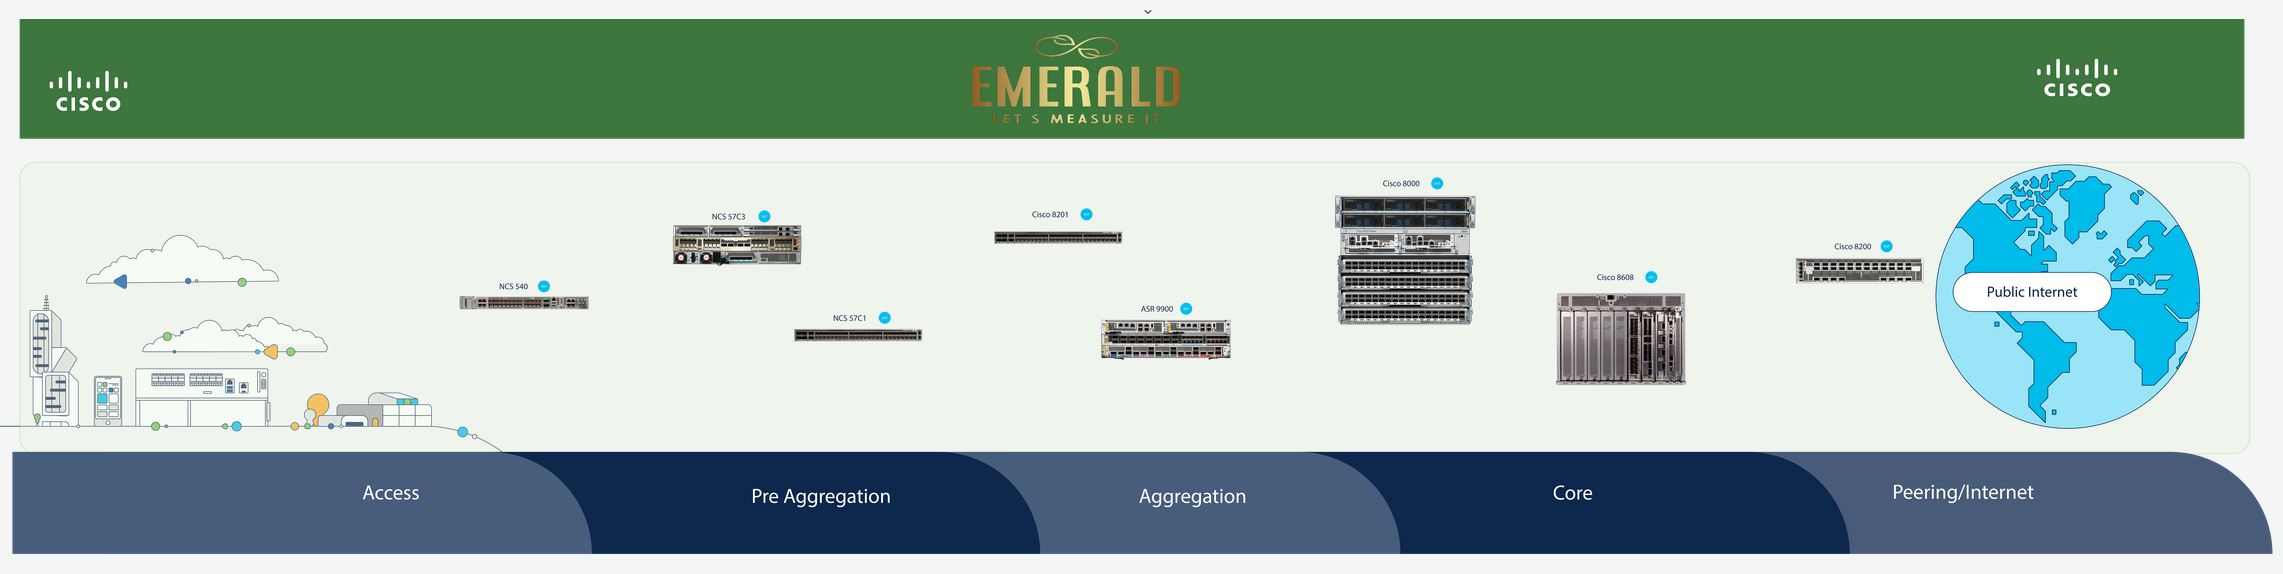 CISCO
EMERALD
LET'S MEASURE IT
CISCO
Cisco 8000
NCS 57C3
Cisco 8201
Cisco 8200
NCS 540
Cisco 8608
Public Internet
NCS 57C1
ASR 9900
Access
Pre Aggregation
Aggregation
Core
Peering/Internet